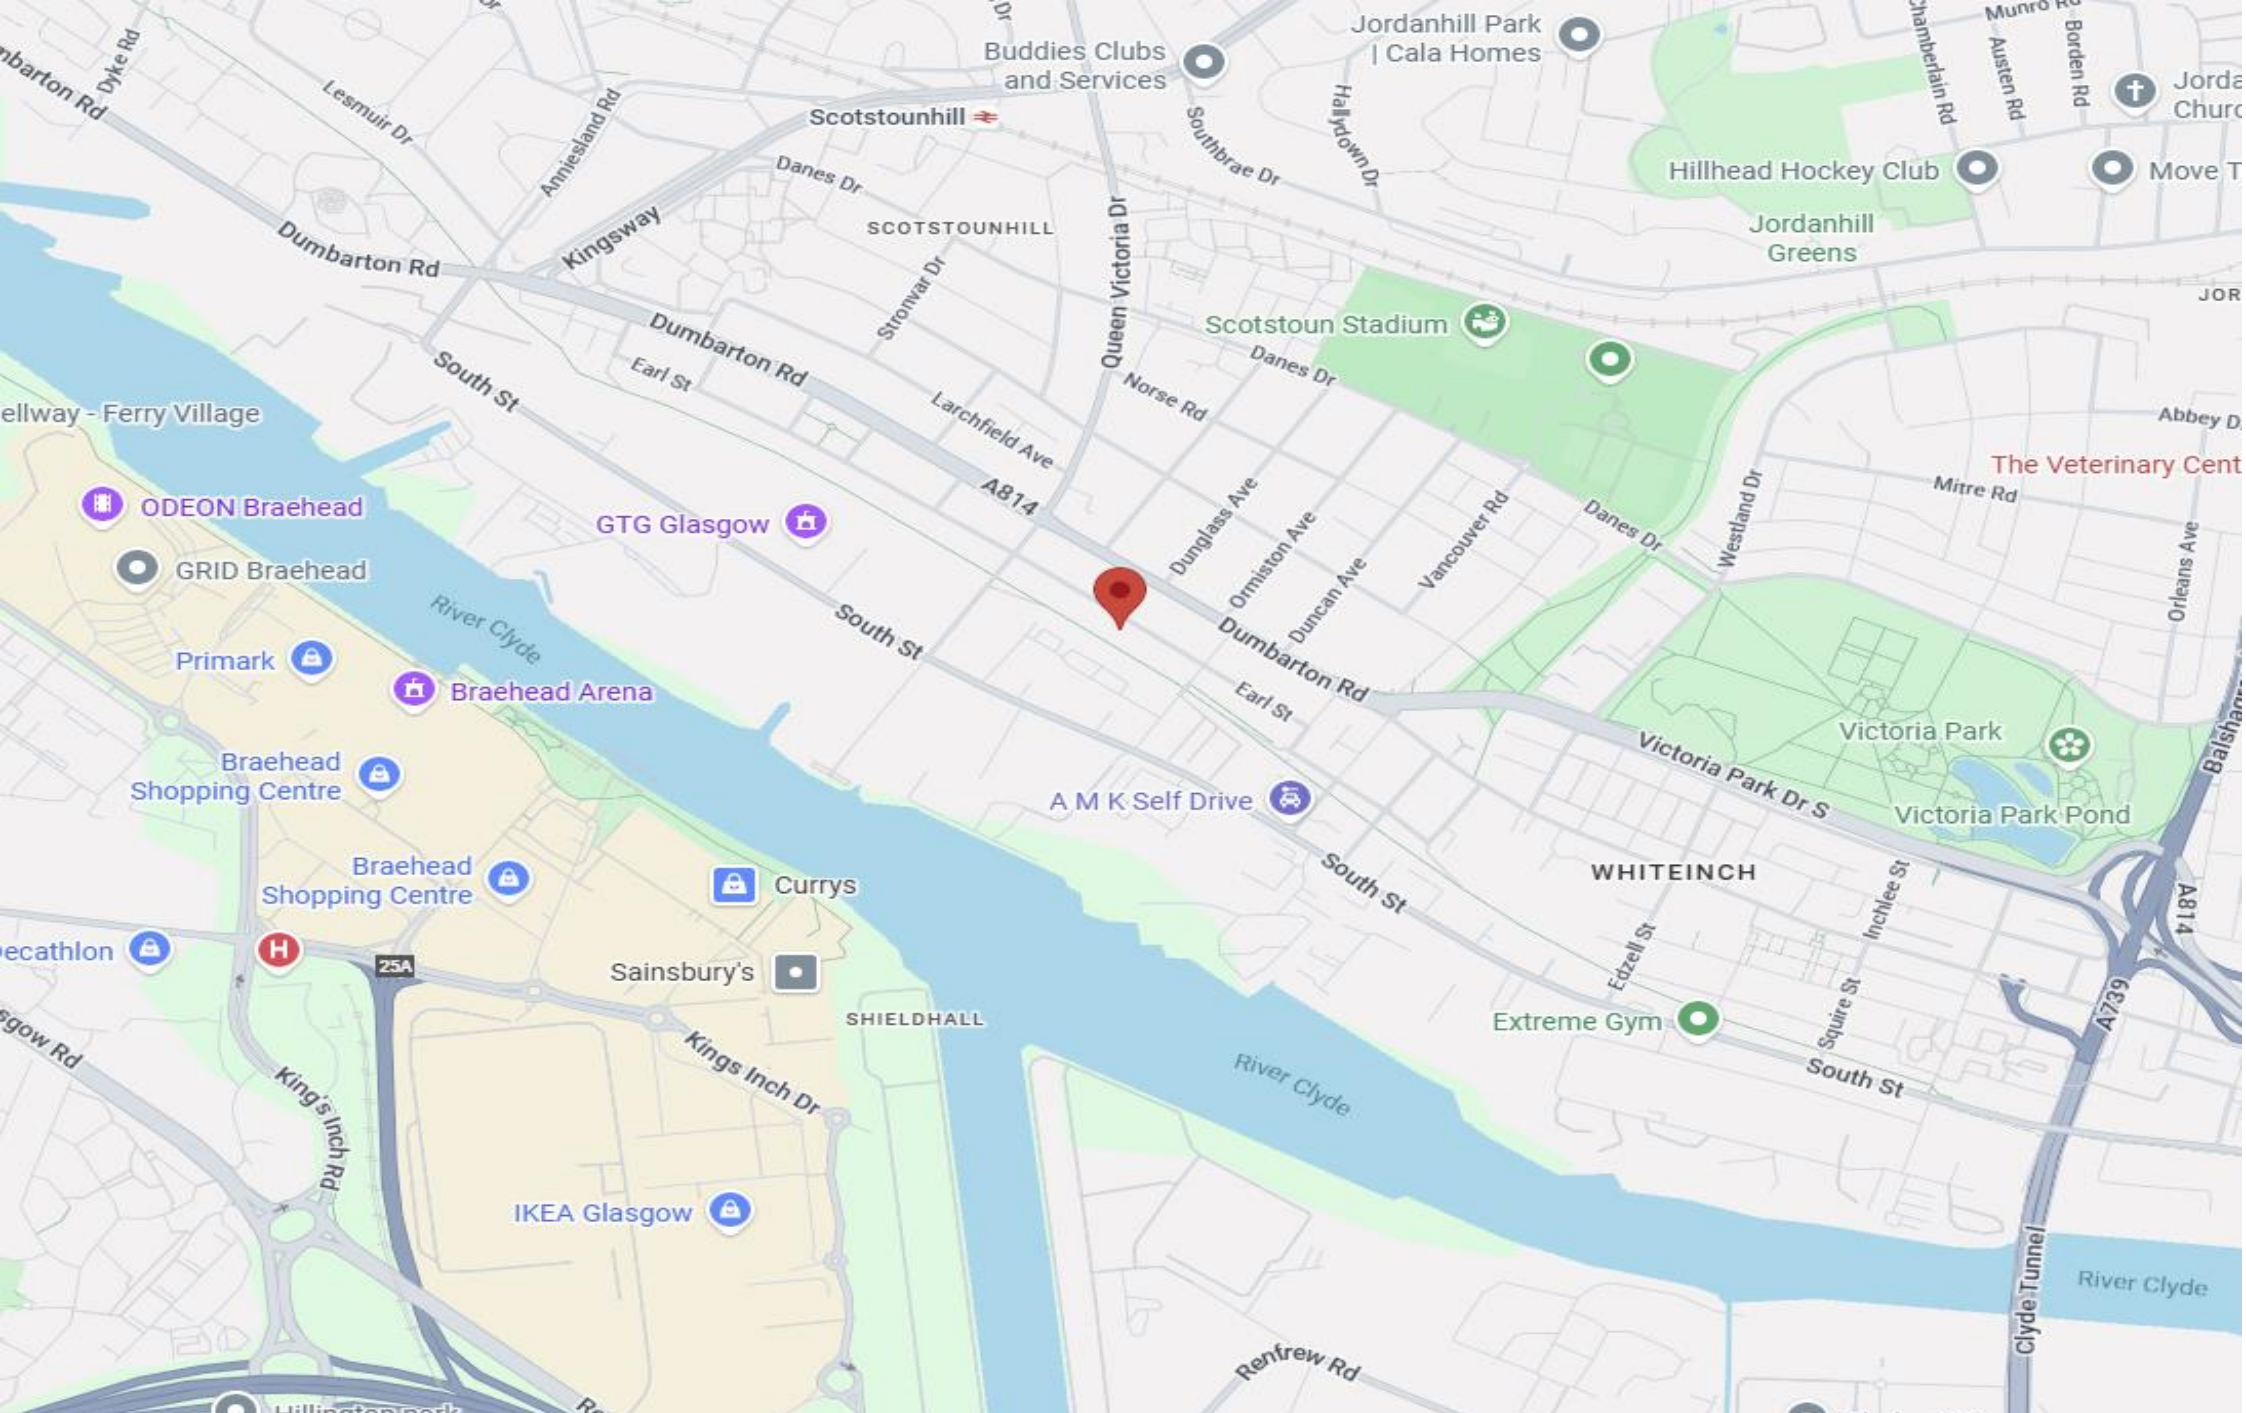 Dyke Rd
Lesmuir Dr
Anniesland Rd
Buddies Clubs
and Services
Scotstounhill
Danes Dr
Southbrae Dr
Hallydown Dr
Jordanhill Park
| Cala Homes
Munro Rd
Chamberlain Rd
Austen Rd
Borden Rd
Hillhead Hockey Club
Jordanhill
Greens
Dumbarton Rd
Kingsway
SCOTSTOUNHILL
Stronvar Dr
Queen Victoria Dr
Scotstoun Stadium
Danes Dr
Norse Rd
Dumbarton Rd
Earl St
South St
Larchfield Ave
A814
Dunglass Ave
Ormiston Ave
Duncan Ave
Vancouver Rd
Danes Dr
Westland Dr
The Veterinary Cent
Mitre Rd
Orleans Ave
ellway - Ferry Village
ODEON Braehead
GRID Braehead
River Clyde
GTG Glasgow
South St
Dumbarton Rd
Earl St
Primark
Braehead Arena
Braehead
Shopping Centre
A M K Self Drive
Victoria Park
Victoria Park Dr S
Victoria Park Pond
Braehead
Shopping Centre
Currys
South St
WHITEINCH
Inchlee St
A814
Edzell St
H
25A
Sainsbury's
SHIELDHALL
Extreme Gym
Squire St
A739
South St
Kings Inch Dr
King's Inch Rd
River Clyde
IKEA Glasgow
Clyde Tunnel
River Clyde
Renfrew Rd